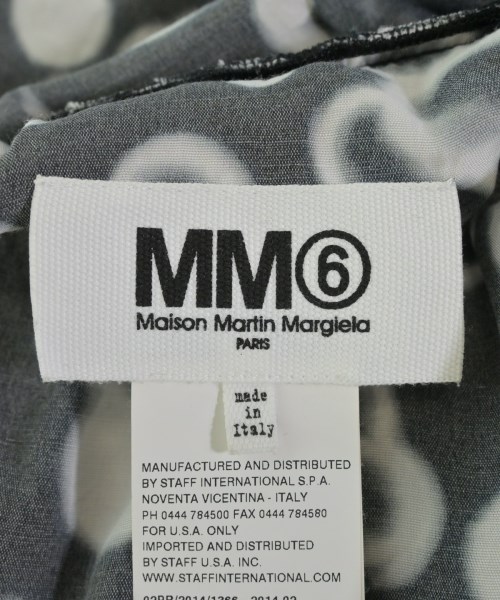 MM⑥
Maison Martin Margiela
PARIS
made
in
Italy
MANUFACTURED AND DISTRIBUTED
BY STAFF INTERNATIONAL S.P.A.
NOVENTA VICENTINA - ITALY
PH 0444 784500 FAX 0444 784580
FOR U.S.A. ONLY
IMPORTED AND DISTRIBUTED
BY STAFF U.S.A. INC.
WWW.STAFFINTERNATIONAL.COM